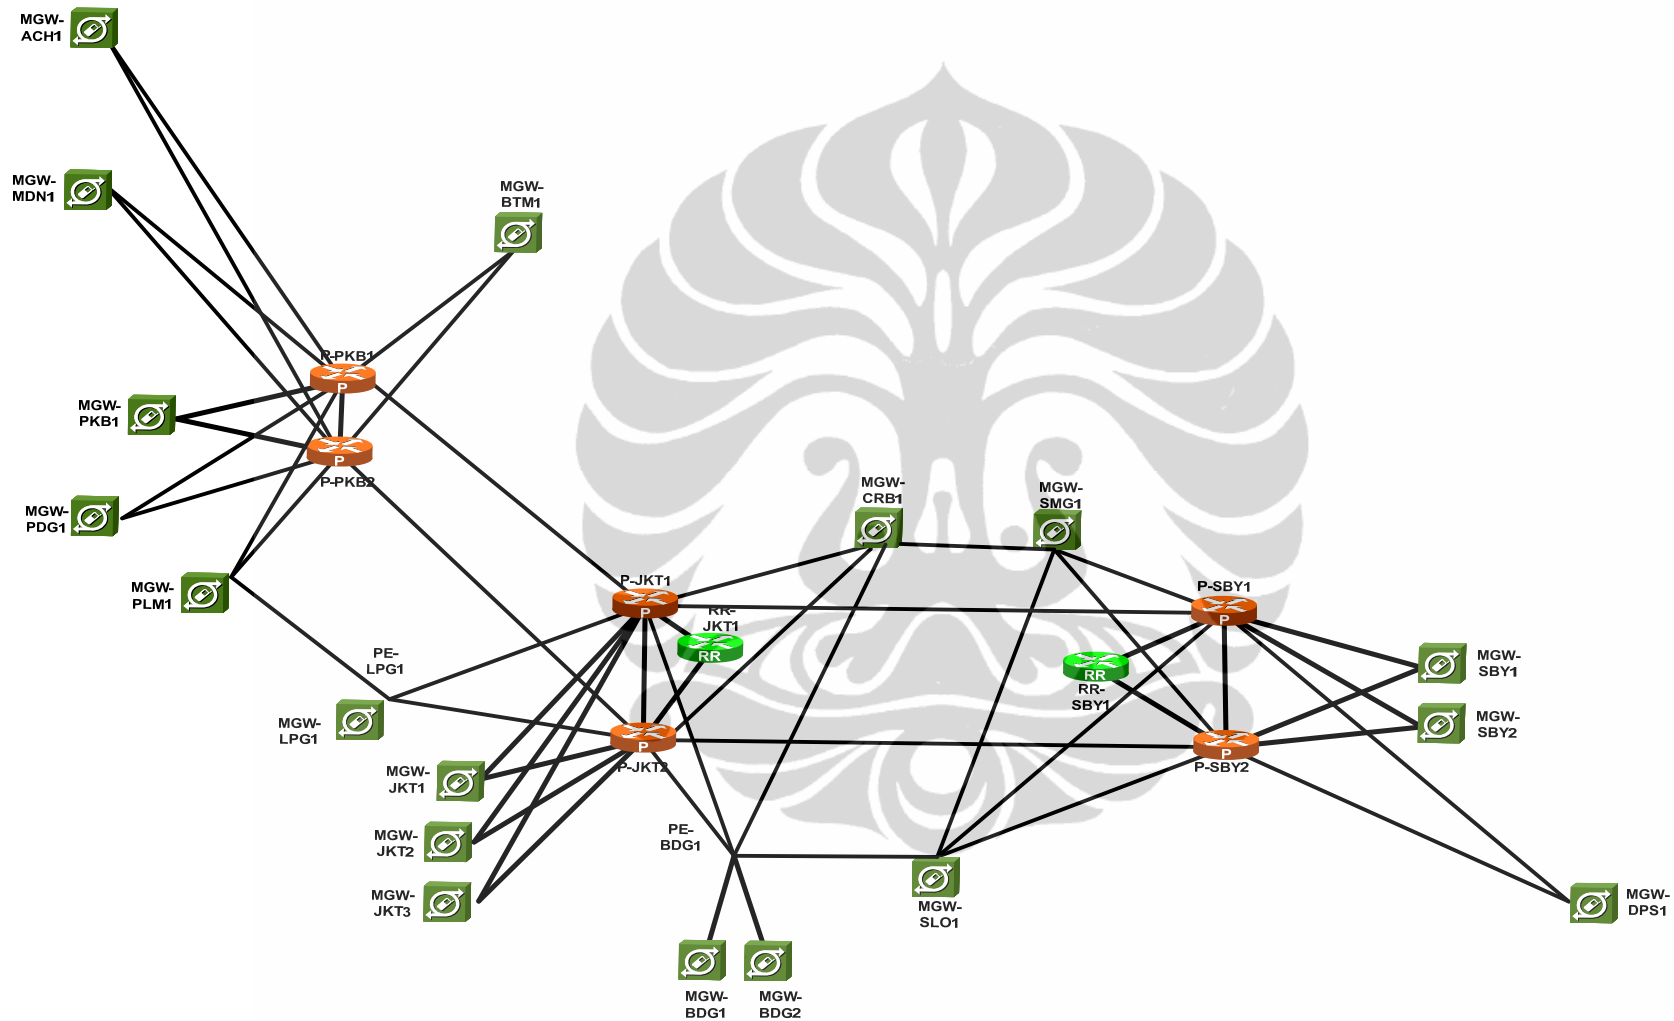 MGW-
ACH1
MGW-
MDN1
MGW-
BTM1
P-PKB1
P
MGW-
PKB1
P
P-PKB2
MGW-
PDG1
MGW-
PLM1
MGW-
CRB1
MGW-
SMG1
P-JKT1
P
RR-
JKT1
RR
P-SBY1
P
RR
RR-
SBY1
MGW-
SBY1
MGW-
SBY2
PE-
LPG1
MGW-
LPG1
P
P-JKT2
P
P-SBY2
MGW-
JKT1
MGW-
JKT2
MGW-
JKT3
PE-
BDG1
MGW-
SLO1
MGW-
DPS1
MGW-
BDG1
MGW-
BDG2